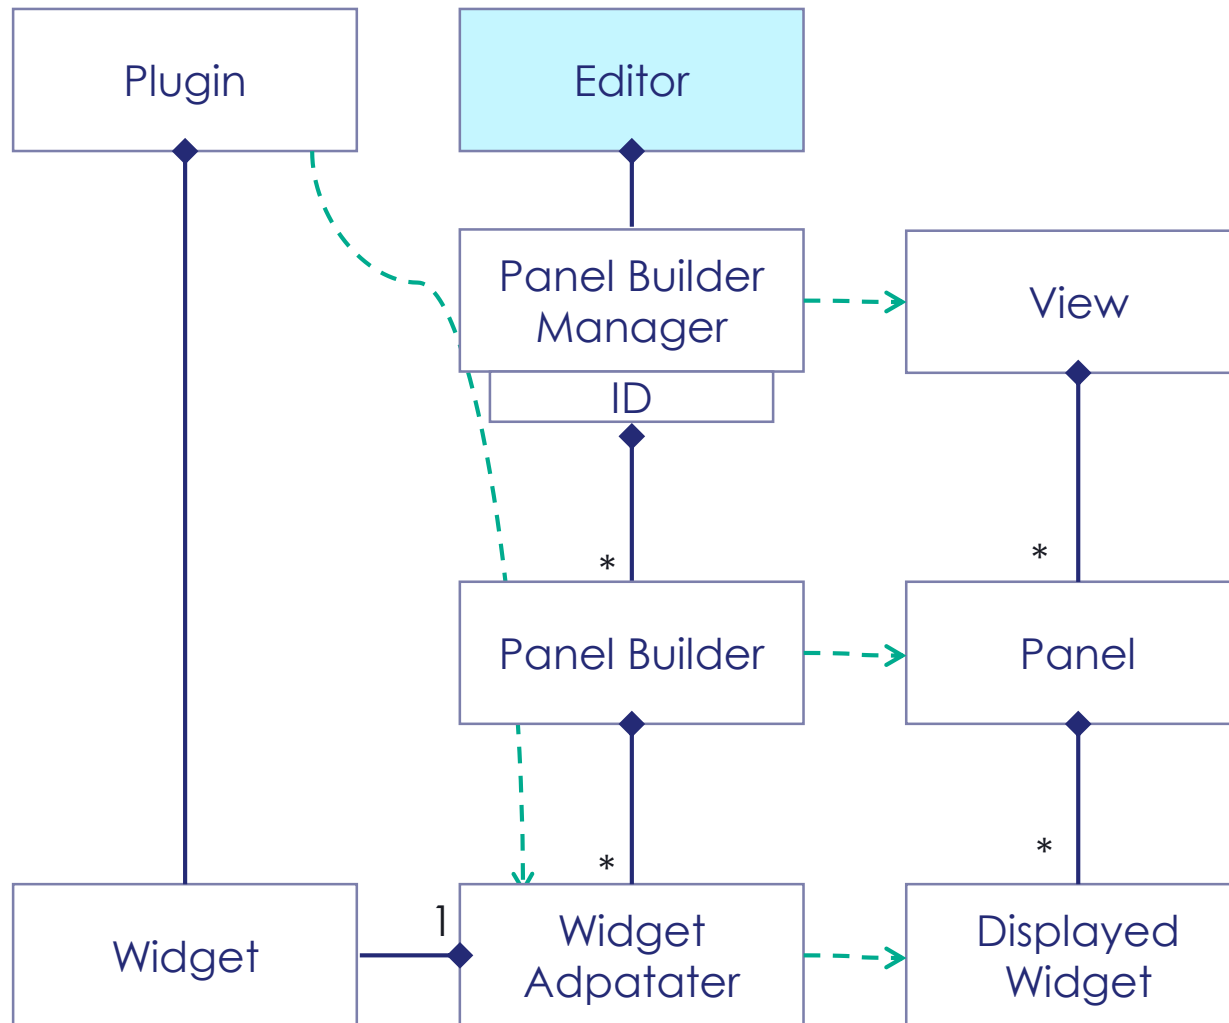 Plugin
Editor
Panel Builder
Manager
View
ID
*
*
Panel Builder
Panel
*
*
1
Widget
Widget
Adpatater
Displayed
Widget